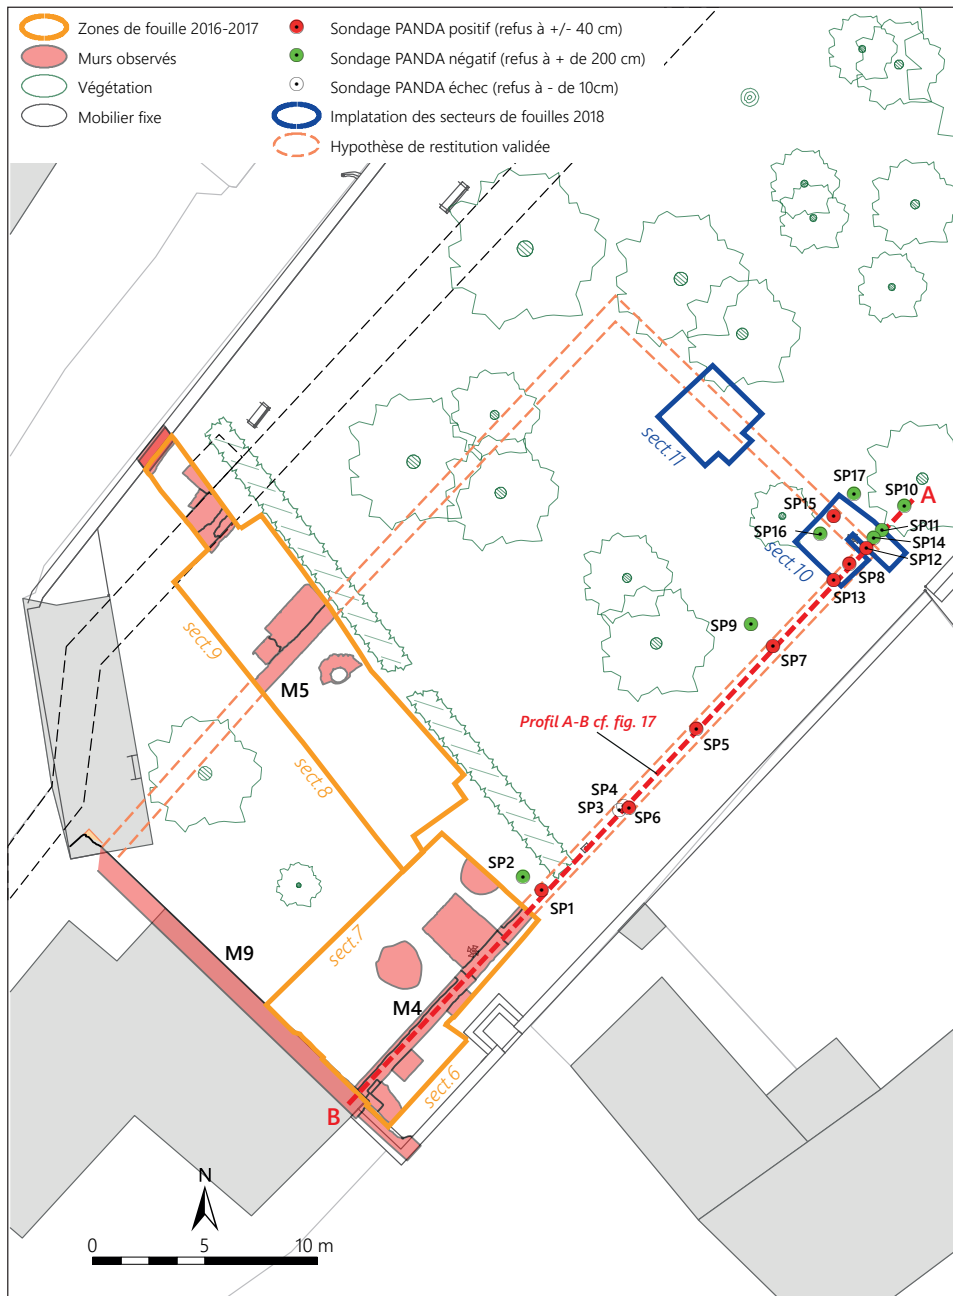 Zones de fouille 2016-2017
Murs observés
Végétation
Mobilier fixe
Sondage PANDA positif (refus à +/- 40 cm)
Sondage PANDA négatif (refus à + de 200 cm)
Sondage PANDA échec (refus à - de 10cm)
Implatation des secteurs de fouilles 2018
Hypothèse de restitution validée
sect.11
SP17
SP10
A
SP15
SP11
SP16
SP14
sect.10
SP12
SP8
SP13
SP9
SP7
sect.9
M5
Profil A-B cf. fig. 17
SP5
sect.8
SP4
SP3
SP6
SP2
SP1
sect.7
M9
M4
sect.6
B
N
0 5 10 m